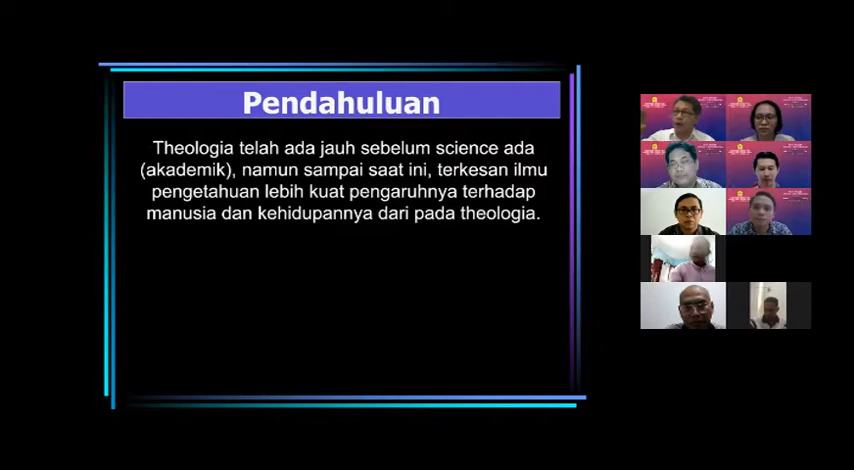 Pendahuluan
Theologia telah ada jauh sebelum science ada
(akademik), namun sampai saat ini, terkesan ilmu
pengetahuan lebih kuat pengaruhnya terhadap
manusia dan kehidupannya dari pada theologia.